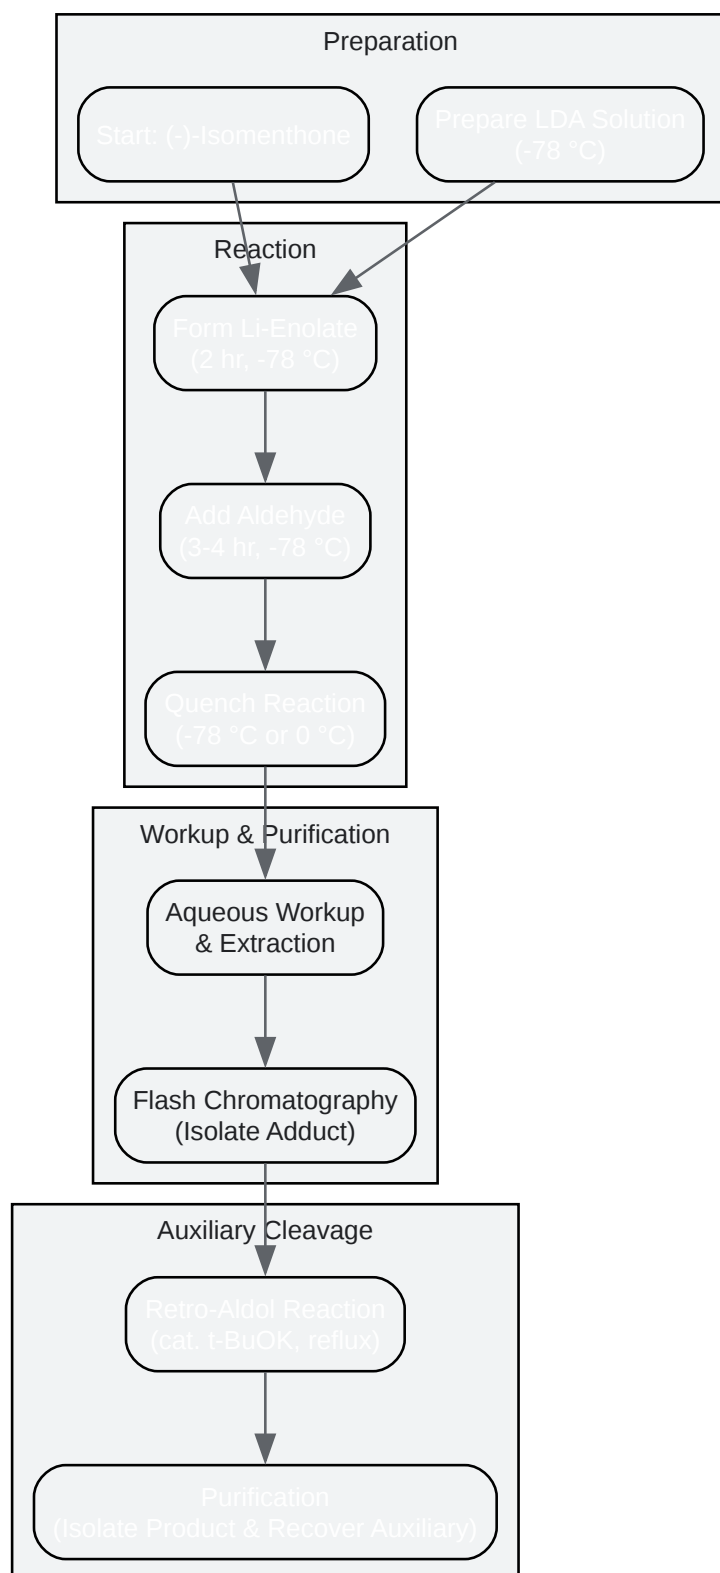 Preparation
Start: (-)-Isomenthone
Prepare LDA Solution
(-78 °C)
Reaction
Form Li-Enolate
(2 hr, -78 °C)
Add Aldehyde
(3-4 hr, -78 °C)
Quench Reaction
(-78 °C or 0 °C)
Workup & Purification
Aqueous Workup
& Extraction
Flash Chromatography
(Isolate Adduct)
Auxiliary Cleavage
Retro-Aldol Reaction
(cat. t-BuOK, reflux)
Purification
(Isolate Product & Recover Auxiliary)